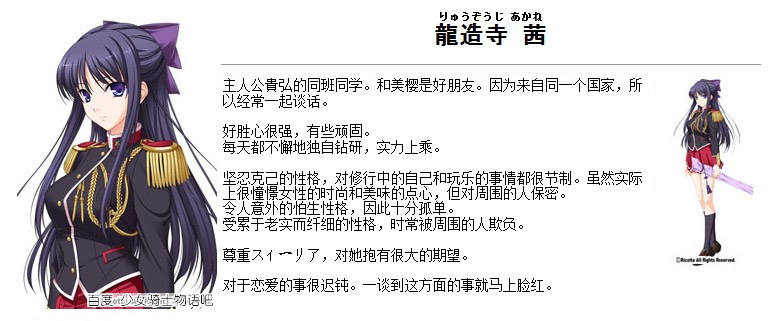 りゅうぞうじ あかね
龍造寺 茜
主人公貴弘的同班同学。和美樱是好朋友。因为来自同一个国家，所
以经常一起谈话。
好胜心很强，有些顽固。
每天都不懈地独自钻研，实力上乘。
坚忍克己的性格，对修行中的自己和玩乐的事情都很节制。虽然实际
上很憧憬女性的时尚和美味的点心，但对周围的人保密。
令人意外的怕生性格，因此十分孤单。
受累于老实而纤细的性格，时常被周围的人欺负。
尊重スィーリア，对她抱有很大的期望。
对于恋爱的事很迟钝。一谈到这方面的事就马上脸红。
百度·少女骑士物语吧
©Ricotta All Rights Reserved.